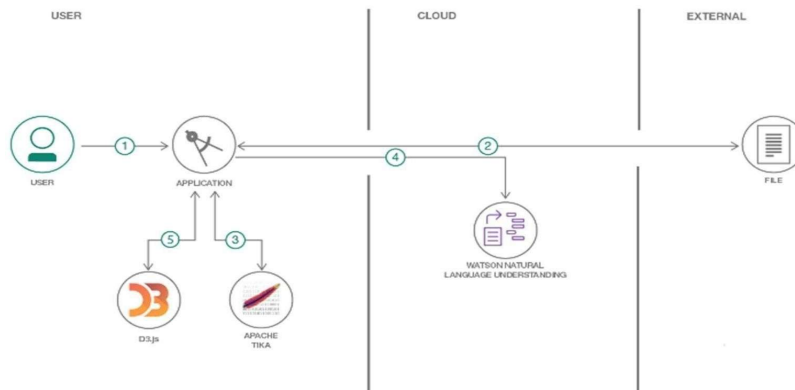 USER
CLOUD
EXTERNAL
1
2
4
USER
APPLICATION
FILE
5
3
WATSON NATURAL
LANGUAGE UNDERSTANDING
D3
D3.js
APACHE
TIKA